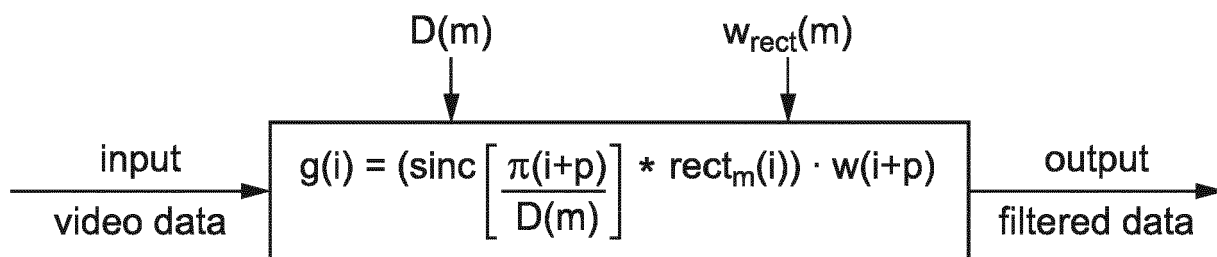 D(m) w_rect(m)
input
video data
g(i) = (sinc [ π(i+p) / D(m) ] * rect_m(i)) · w(i+p)
output
filtered data